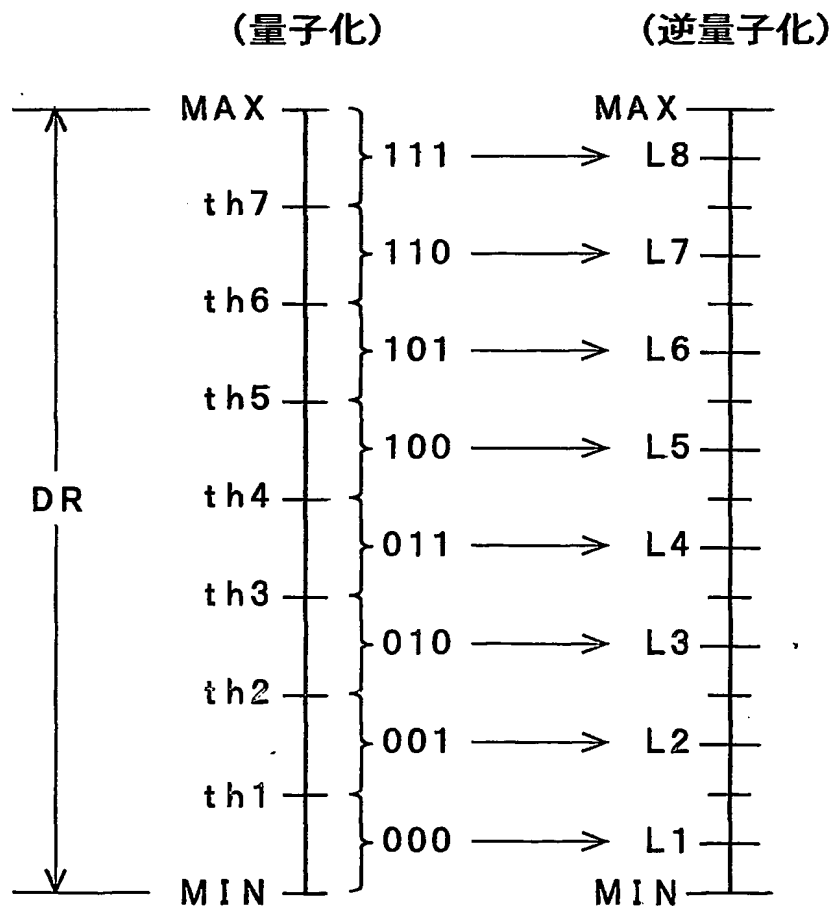 (量子化) (逆量子化)
MAX MAX
111 L8
th7
110 L7
th6
101 L6
th5
100 L5
DR th4
011 L4
th3
010 L3
th2
001 L2
th1
000 L1
MIN MIN